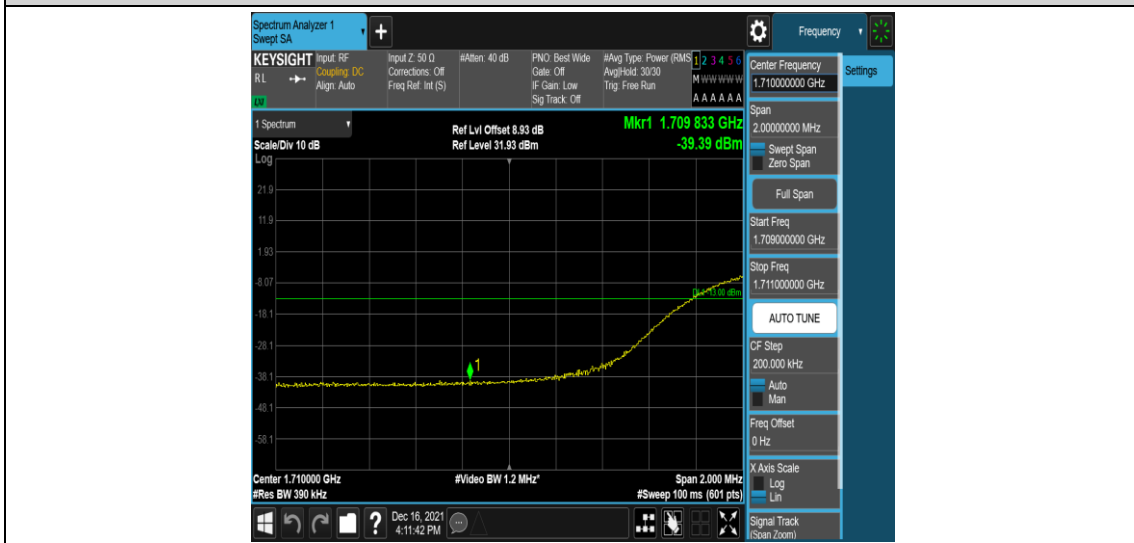 Spectrum Analyzer 1
Swept SA
+
Frequency
KEYSIGHT
RL
Input: RF
Coupling: DC
Align: Auto
Input Z: 50 Ω
Corrections: Off
Freq Ref: Int (S)
#Atten: 40 dB
PNO: Best Wide
Gate: Off
IF Gain: Low
Sig Track: Off
#Avg Type: Power (RMS
Avg|Hold: 30/30
Trig: Free Run
1 2 3 4 5 6
M W W W W W
A A A A A A
1 Spectrum
Scale/Div 10 dB
Ref Lvl Offset 8.93 dB
Ref Level 31.93 dBm
Mkr1 1.709 833 GHz
-39.39 dBm
Log
21.9
11.9
1.93
-8.07
-18.1
-28.1
-38.1
-48.1
-58.1
1
Center 1.710000 GHz
#Res BW 390 kHz
#Video BW 1.2 MHz*
Span 2.000 MHz
#Sweep 100 ms (601 pts)
?
Dec 16, 2021
4:11:42 PM
Center Frequency
1.710000000 GHz
Settings
Span
2.00000000 MHz
Swept Span
Zero Span
Full Span
Start Freq
1.709000000 GHz
Stop Freq
1.711000000 GHz
AUTO TUNE
CF Step
200.000 kHz
Auto
Man
Freq Offset
0 Hz
X Axis Scale
Log
Lin
Signal Track
(Span Zoom)